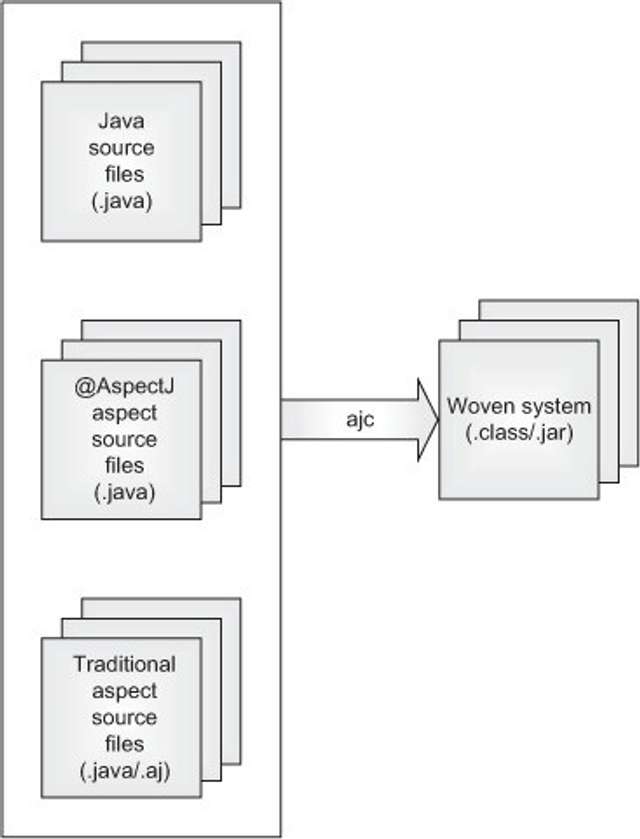 Java
source
files
(.java)
@AspectJ
aspect
source
files
(.java)
ajc
Woven system
(.class/.jar)
Traditional
aspect
source
files
(.java/.aj)